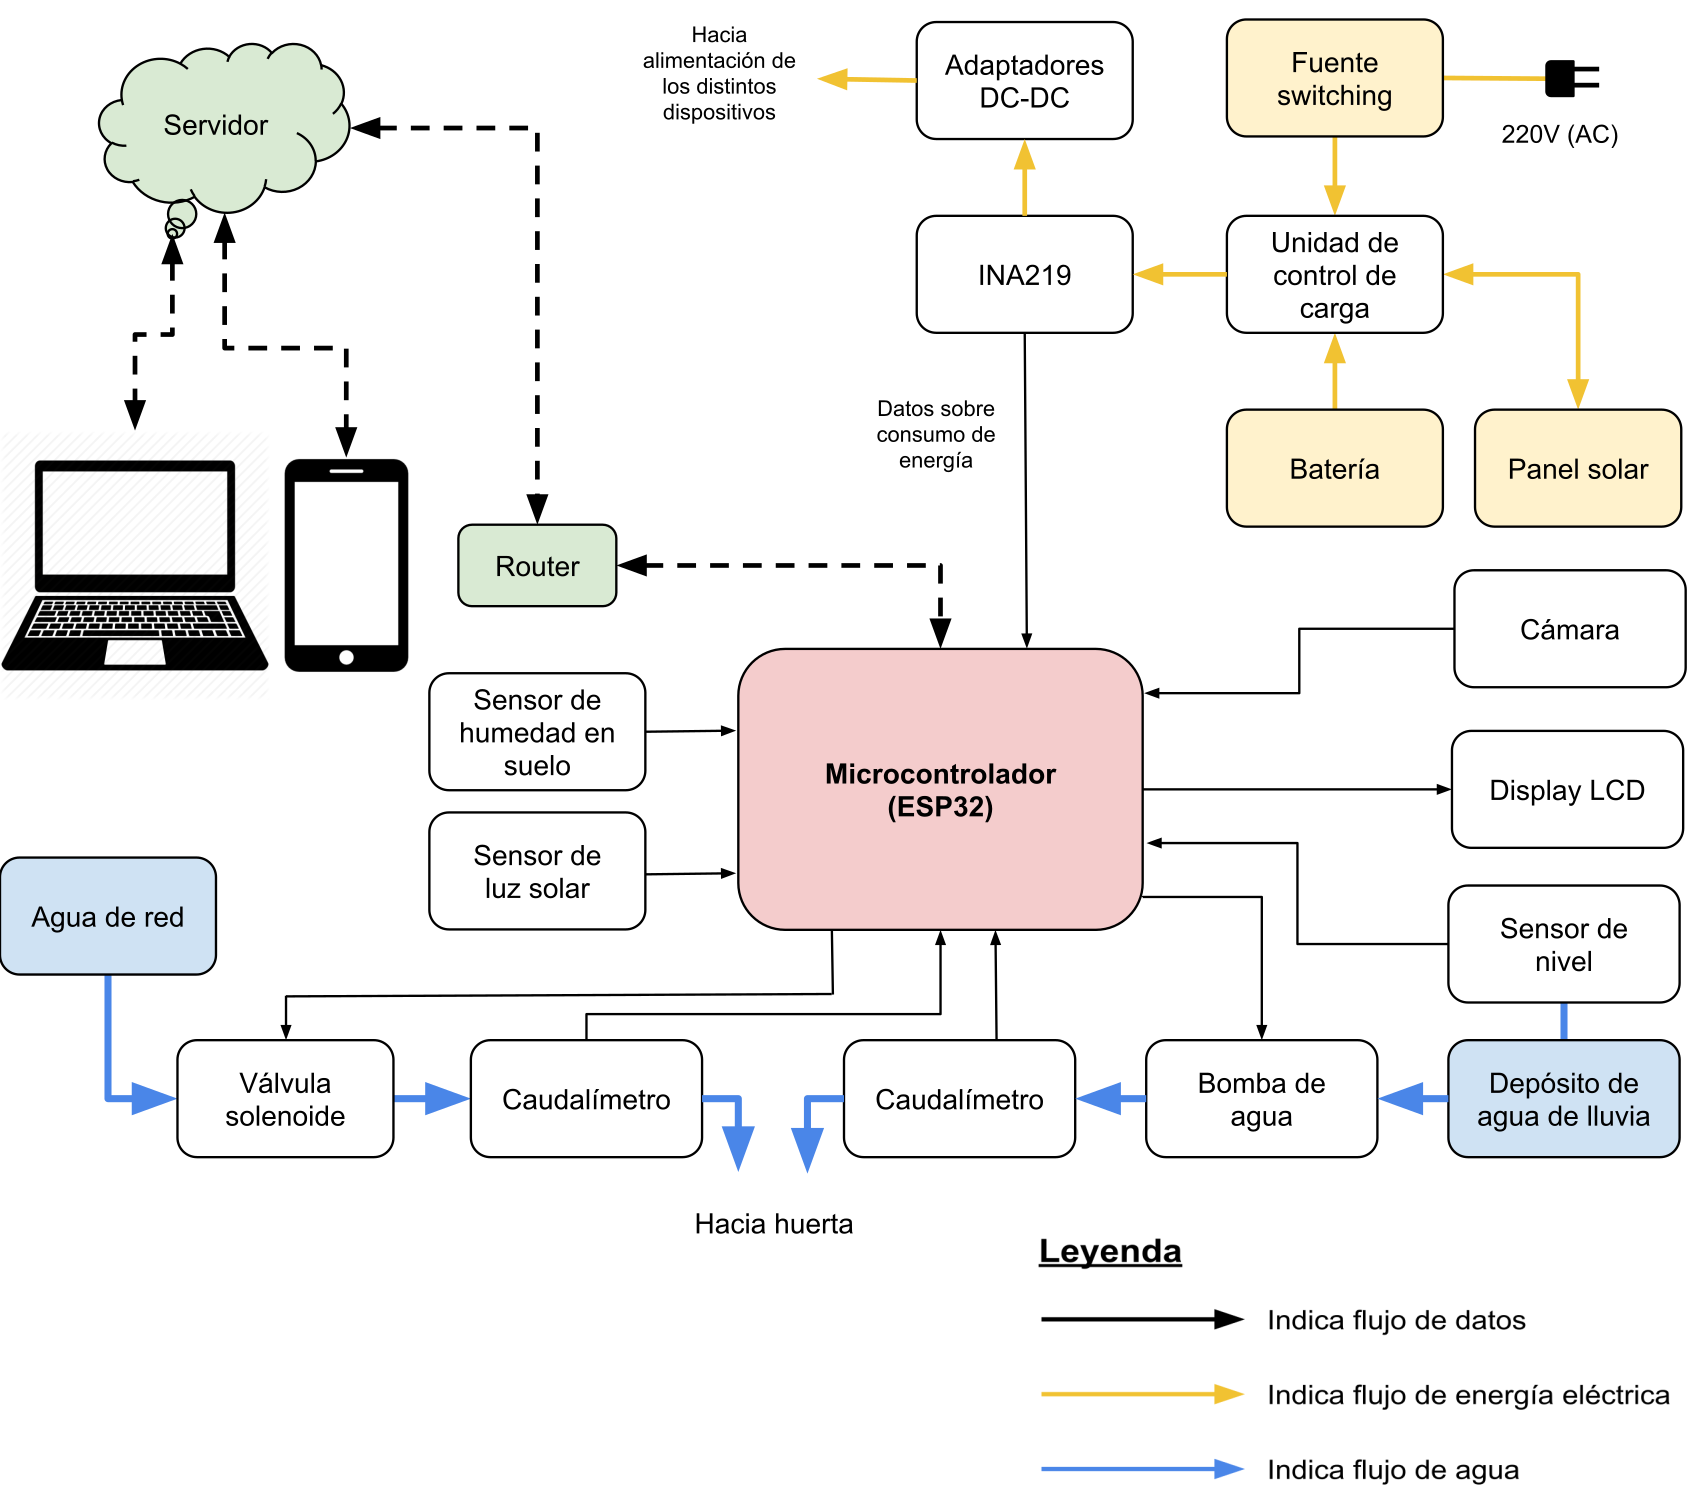 Hacia
alimentación de
los distintos
dispositivos
Adaptadores
DC-DC
Fuente
switching
220V (AC)
Servidor
INA219
Unidad de
control de
carga
Datos sobre
consumo de
energía
Batería
Panel solar
Router
Cámara
Sensor de
humedad en
suelo
Microcontrolador
(ESP32)
Display LCD
Sensor de
luz solar
Agua de red
Sensor de
nivel
Válvula
solenoide
Caudalímetro
Caudalímetro
Bomba de
agua
Depósito de
agua de lluvia
Hacia huerta
Leyenda
Indica flujo de datos
Indica flujo de energía eléctrica
Indica flujo de agua